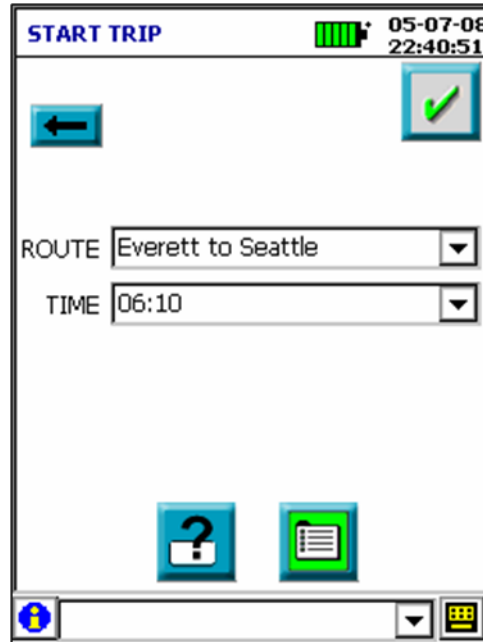 START TRIP
05-07-08
22:40:51
ROUTE Everett to Seattle
TIME 06:10